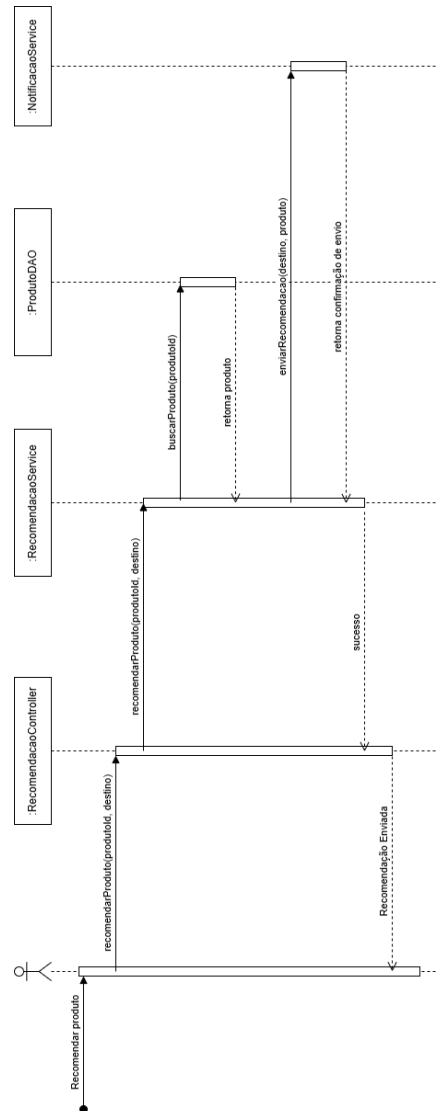 :RecomendacaoController
:RecomendacaoService
:ProdutoDAO
:NotificacaoService
Recomendar produto
recomendarProduto(produtoId, destino)
recomendarProduto(produtoId, destino)
buscarProduto(produtoId)
retorna produto
enviarRecomendacao(destino, produto)
retorna confirmação de envio
sucesso
Recomendação Enviada